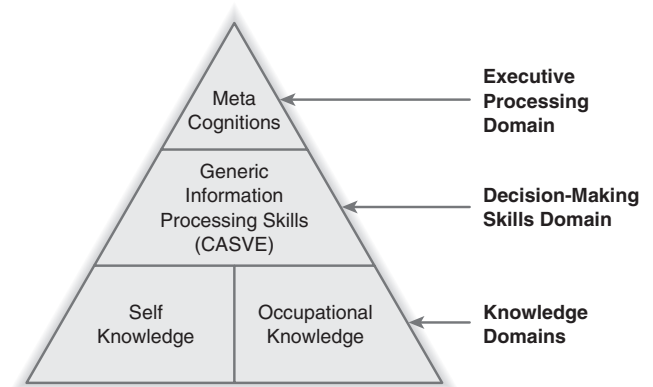 Meta
Cognitions
Executive
Processing
Domain
Generic
Information
Processing Skills
(CASVE)
Decision-Making
Skills Domain
Self
Knowledge
Occupational
Knowledge
Knowledge
Domains